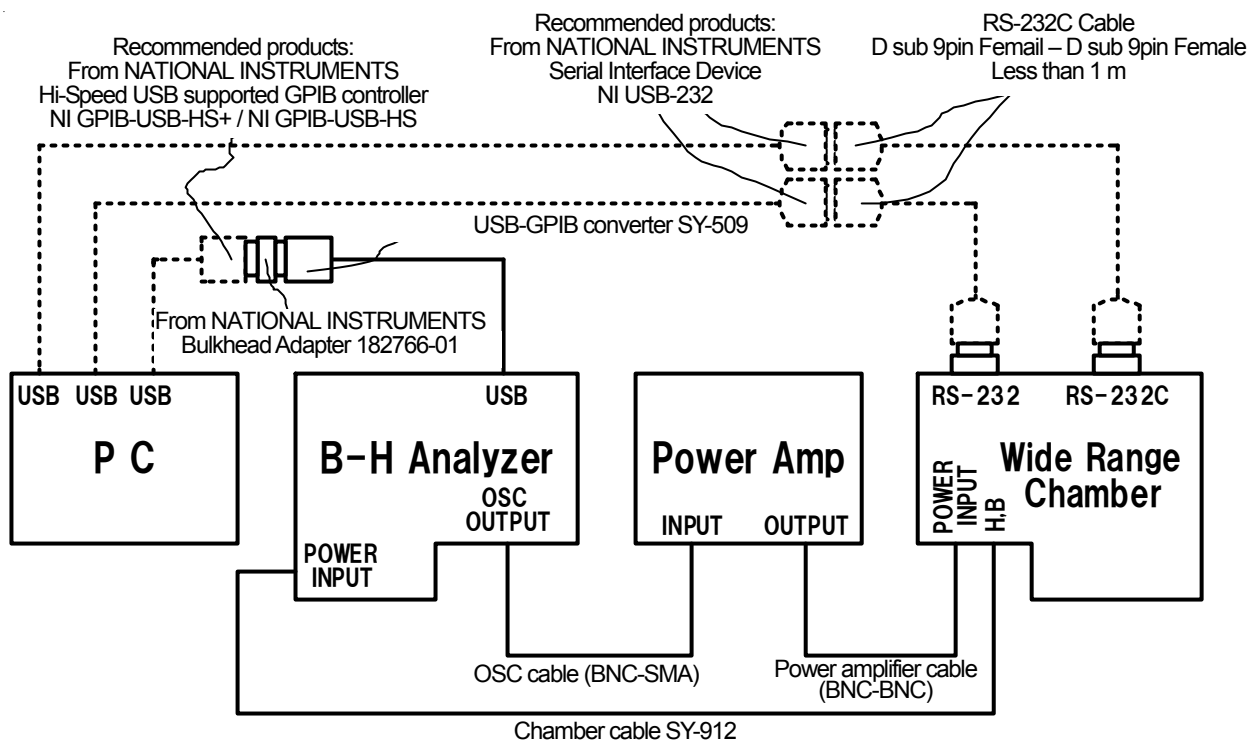 Recommended products:
From NATIONAL INSTRUMENTS
Hi-Speed USB supported GPIB controller
NI GPIB-USB-HS+ / NI GPIB-USB-HS
Recommended products:
From NATIONAL INSTRUMENTS
Serial Interface Device
NI USB-232
RS-232C Cable
D sub 9pin Femail – D sub 9pin Female
Less than 1 m
USB-GPIB converter SY-509
From NATIONAL INSTRUMENTS
Bulkhead Adapter 182766-01
USB USB USB
P C
USB
B-H Analyzer
OSC
OUTPUT
POWER
INPUT
Power Amp
INPUT OUTPUT
RS-232 RS-232C
Wide Range
Chamber
POWER
INPUT
H,B
OSC cable (BNC-SMA)
Power amplifier cable
(BNC-BNC)
Chamber cable SY-912